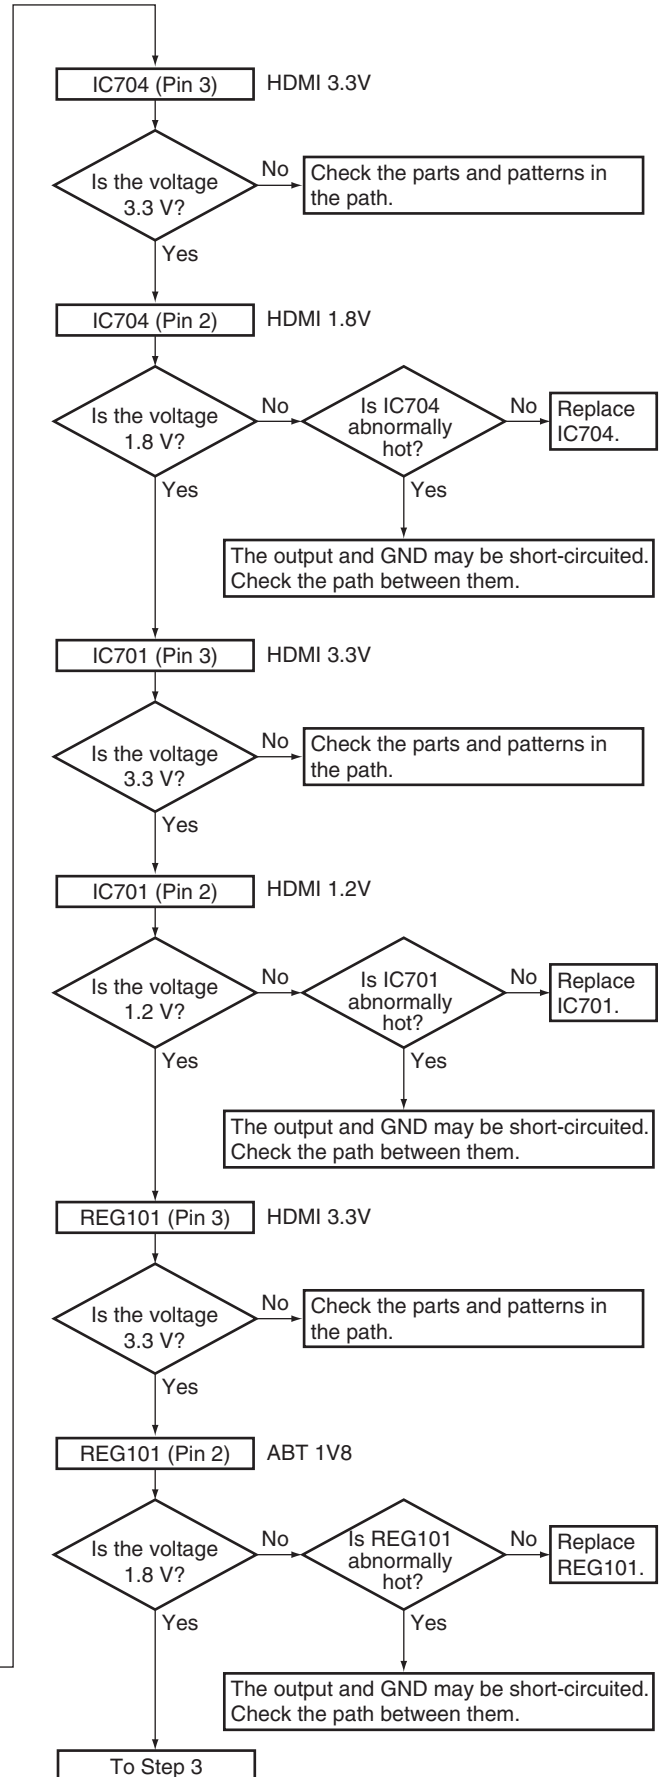 IC704 (Pin 3)
HDMI 3.3V
Is the voltage
3.3 V?
No
Check the parts and patterns in
the path.
Yes
IC704 (Pin 2)
HDMI 1.8V
Is the voltage
1.8 V?
No
Is IC704
abnormally
hot?
No
Replace
IC704.
Yes
Yes
The output and GND may be short-circuited.
Check the path between them.
IC701 (Pin 3)
HDMI 3.3V
Is the voltage
3.3 V?
No
Check the parts and patterns in
the path.
Yes
IC701 (Pin 2)
HDMI 1.2V
Is the voltage
1.2 V?
No
Is IC701
abnormally
hot?
No
Replace
IC701.
Yes
Yes
The output and GND may be short-circuited.
Check the path between them.
REG101 (Pin 3)
HDMI 3.3V
Is the voltage
3.3 V?
No
Check the parts and patterns in
the path.
Yes
REG101 (Pin 2)
ABT 1V8
Is the voltage
1.8 V?
No
Is REG101
abnormally
hot?
No
Replace
REG101.
Yes
Yes
The output and GND may be short-circuited.
Check the path between them.
To Step 3